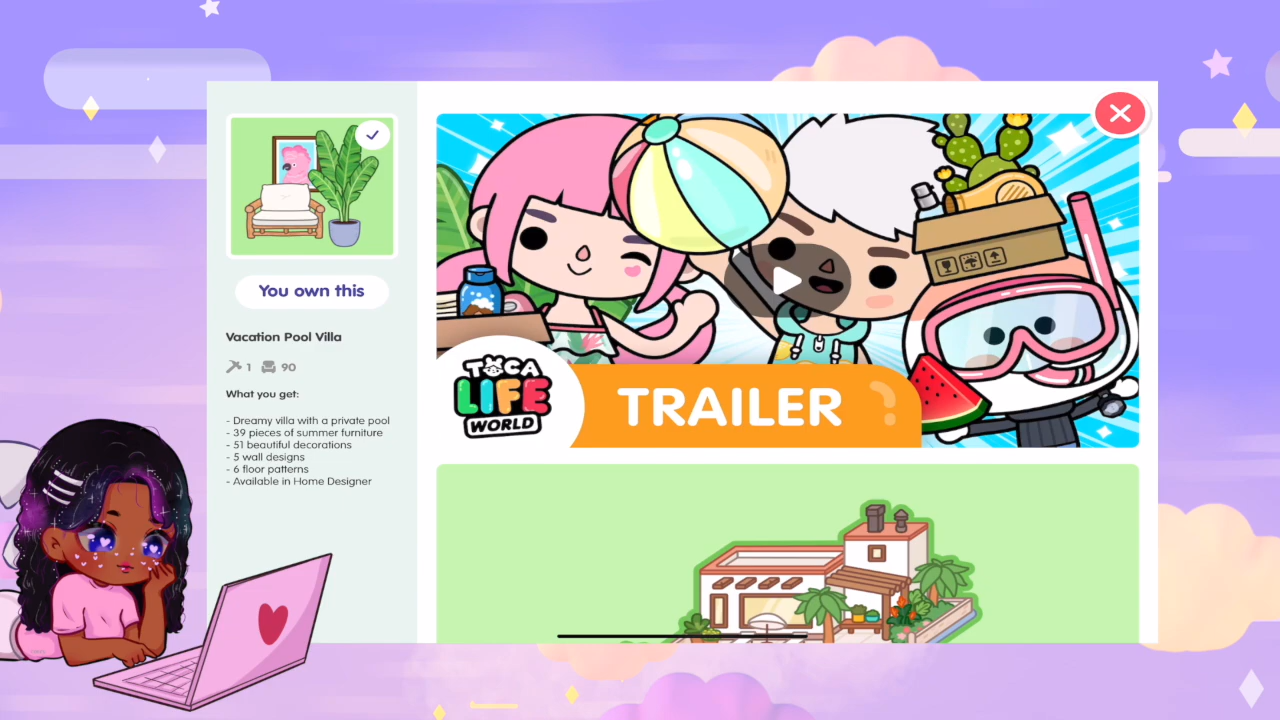 You own this
Vacation Pool Villa
1 90
What you get:
- Dreamy villa with a private pool
- 39 pieces of summer furniture
- 51 beautiful decorations
- 5 wall designs
- 6 floor patterns
- Available in Home Designer
TOCA
LIFE
WORLD
TRAILER